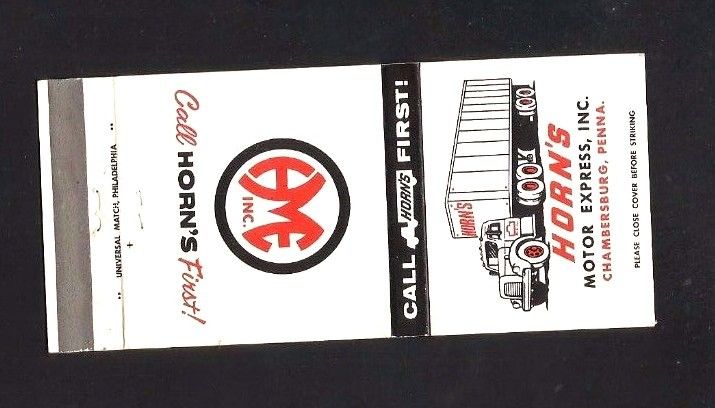 HORN'S
HORN'S
MOTOR EXPRESS, INC.
CHAMBERSBURG, PENNA.
PLEASE CLOSE COVER BEFORE STRIKING
CALL HORN'S FIRST!
HME
INC.
Call HORN'S First!
UNIVERSAL MATCH, PHILADELPHIA